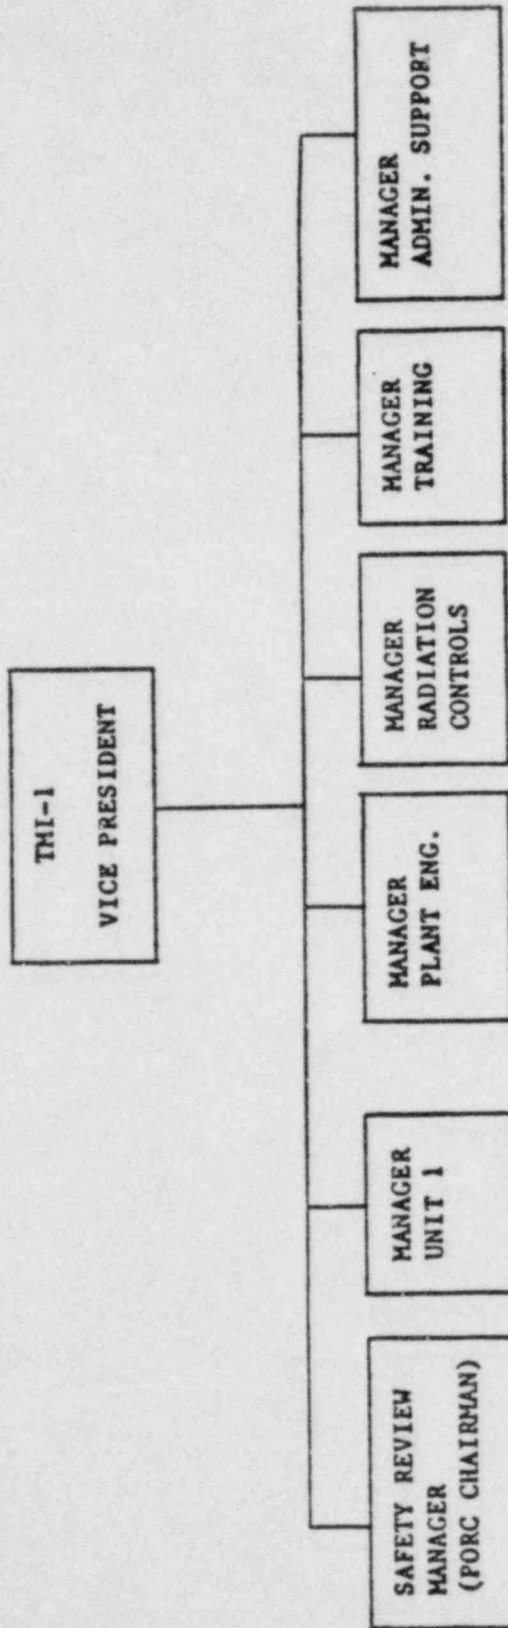 TMI-1
VICE PRESIDENT
SAFETY REVIEW
MANAGER
(PORC CHAIRMAN)
MANAGER
UNIT 1
MANAGER
PLANT ENG.
MANAGER
RADIATION
CONTROLS
MANAGER
TRAINING
MANAGER
ADMIN. SUPPORT